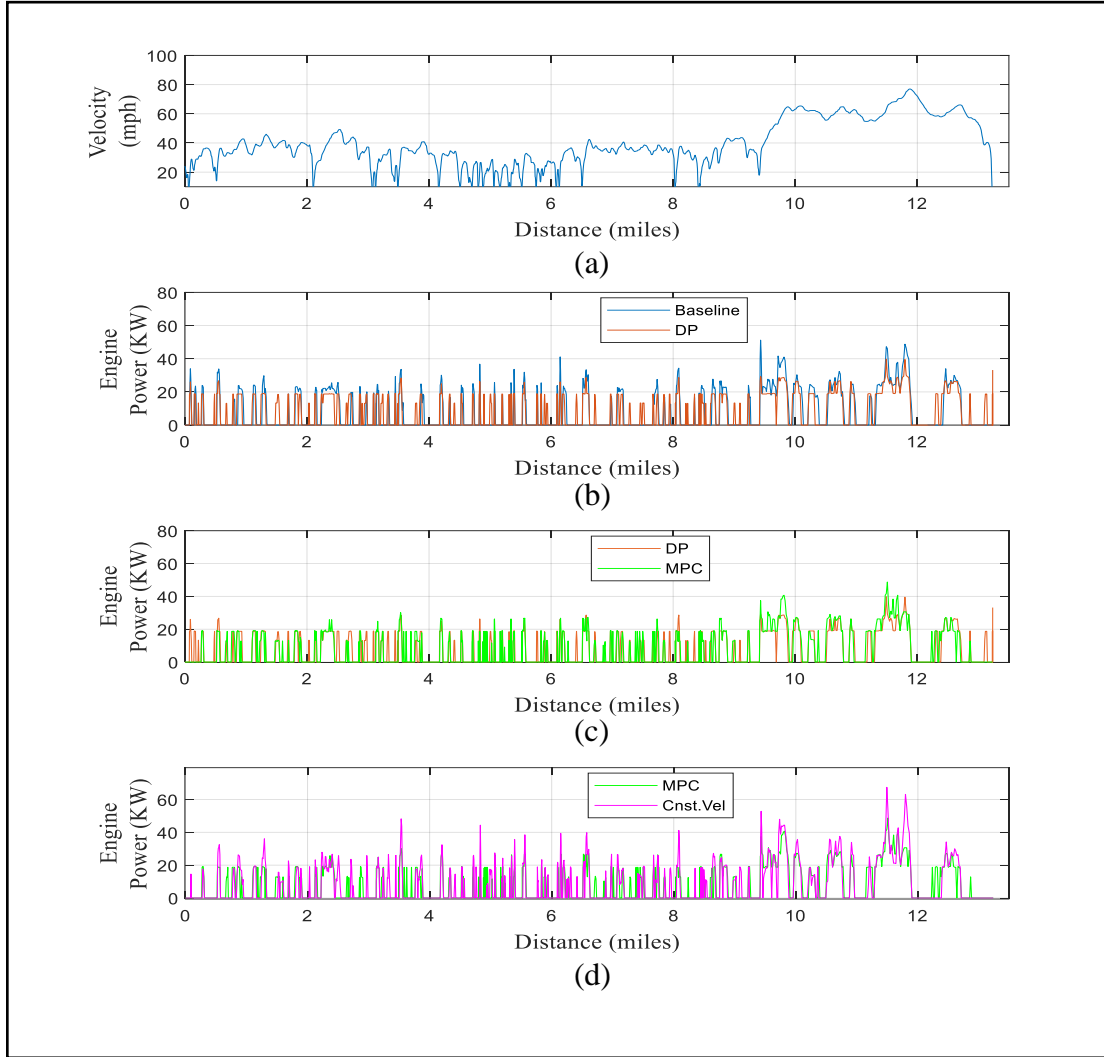 100
80
60
40
20
Velocity
(mph)
0 2 4 6 8 10 12
Distance (miles)
(a)
80
60
40
20
0
Engine
Power (KW)
Baseline
DP
0 2 4 6 8 10 12
Distance (miles)
(b)
80
60
40
20
0
Engine
Power (KW)
DP
MPC
0 2 4 6 8 10 12
Distance (miles)
(c)
60
40
20
0
Engine
Power (KW)
MPC
Cnst.Vel
0 2 4 6 8 10 12
Distance (miles)
(d)